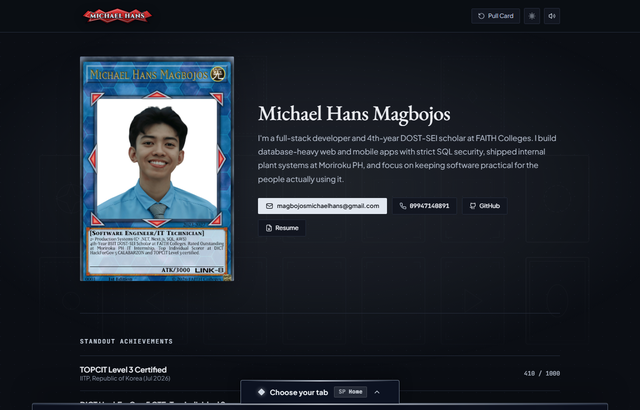 MICHAEL HANS
Pull Card
MICHAEL HANS MAGBOJOS
光
Michael Hans Magbojos
I'm a full-stack developer and 4th-year DOST-SEI scholar at FAITH Colleges. I build
database-heavy web and mobile apps with strict SQL security, shipped internal
plant systems at Moriroku PH, and focus on keeping software practical for the
people actually using it.
magbojosmichaelhans@gmail.com
09947148891
GitHub
Resume
[SOFTWARE ENGINEER/IT TECHNICIAN]
ATK/3000 LINK-3
STANDOUT ACHIEVEMENTS
TOPCIT Level 3 Certified
IITP, Republic of Korea (Jul 2026)
410 / 1000
Choose your tab
SP Home